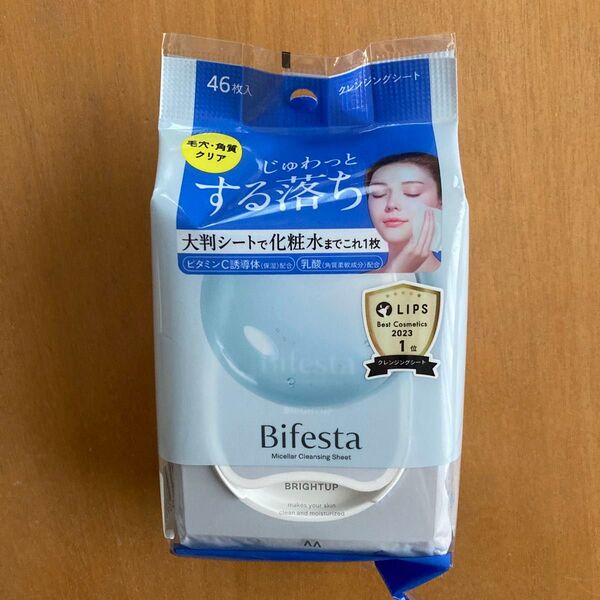 46枚入
クレンジングシート
毛穴・角質
クリア
じゅわっと
する落ち
大判シートで化粧水までこれ1枚
ビタミンC誘導体(保湿)配合 乳酸(角質柔軟成分)配合
LIPS
Best Cosmetics
2023
1位
クレンジングシート
Bifesta
BRIGHTUP
Bifesta
Micellar Cleansing Sheet
BRIGHTUP
makes your skin
clean and moisturized